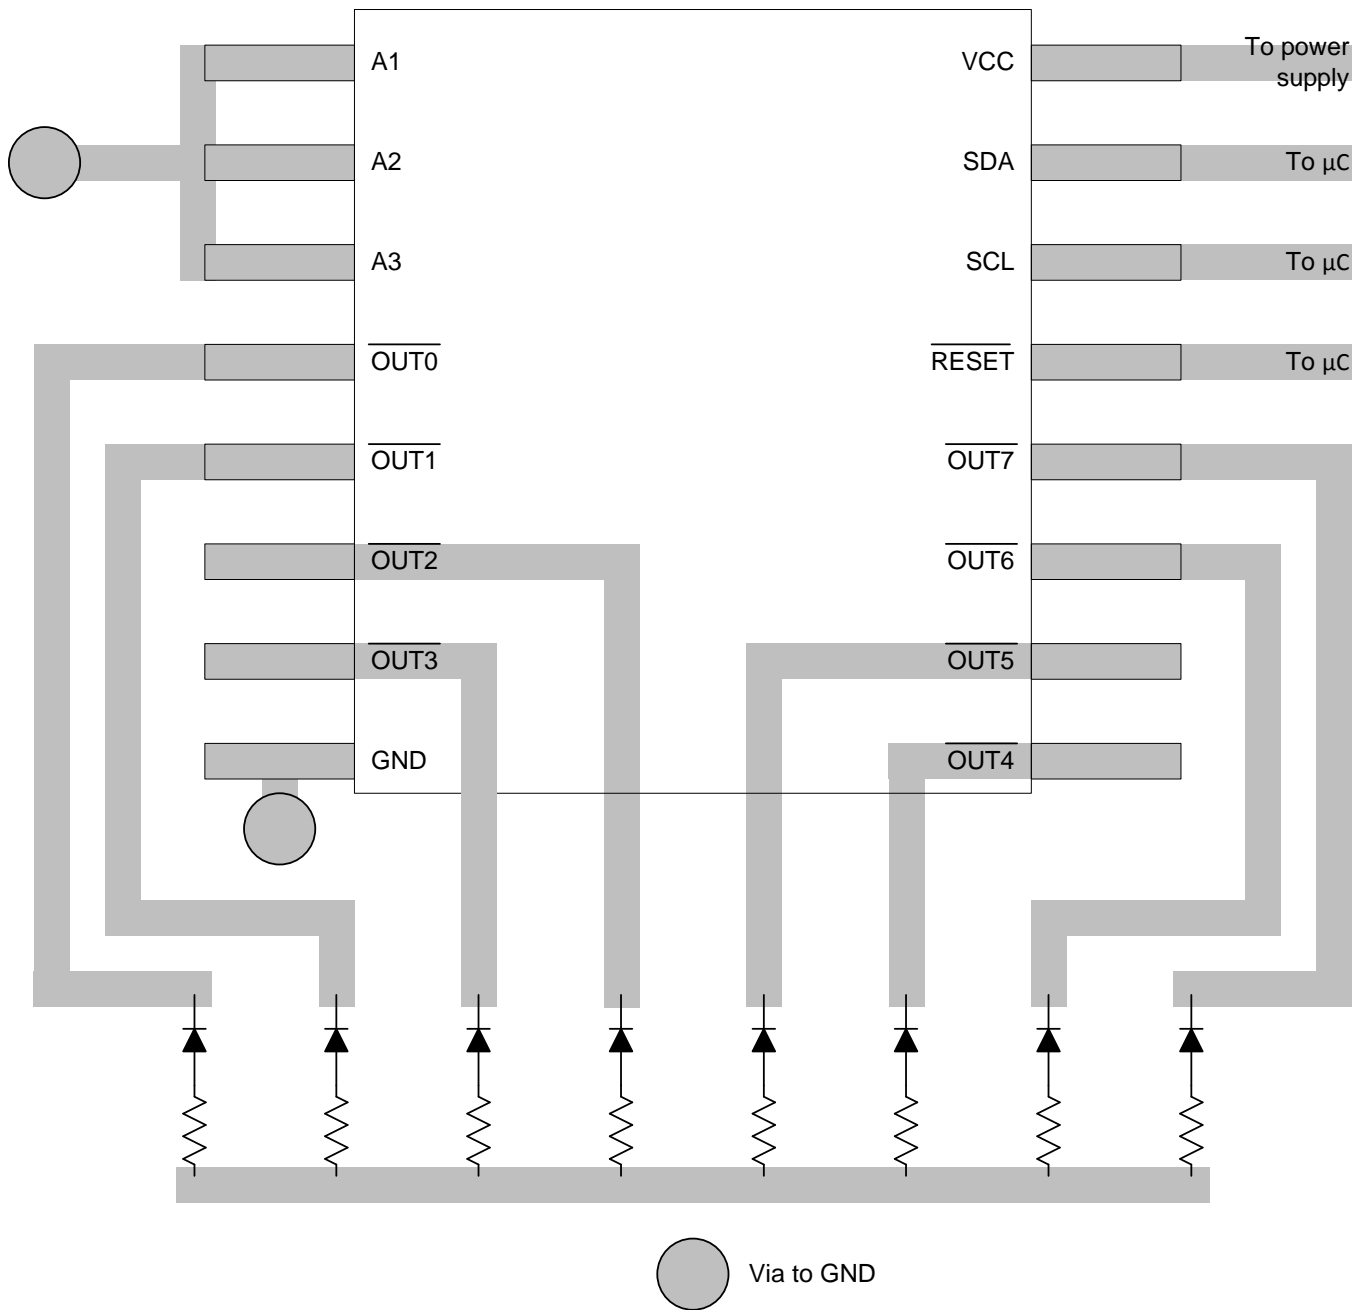 A1
VCC
To power
supply
A2
SDA
To μC
A3
SCL
To μC
OUT0
RESET
To μC
OUT1
OUT7
OUT2
OUT6
OUT3
OUT5
GND
OUT4
Via to GND